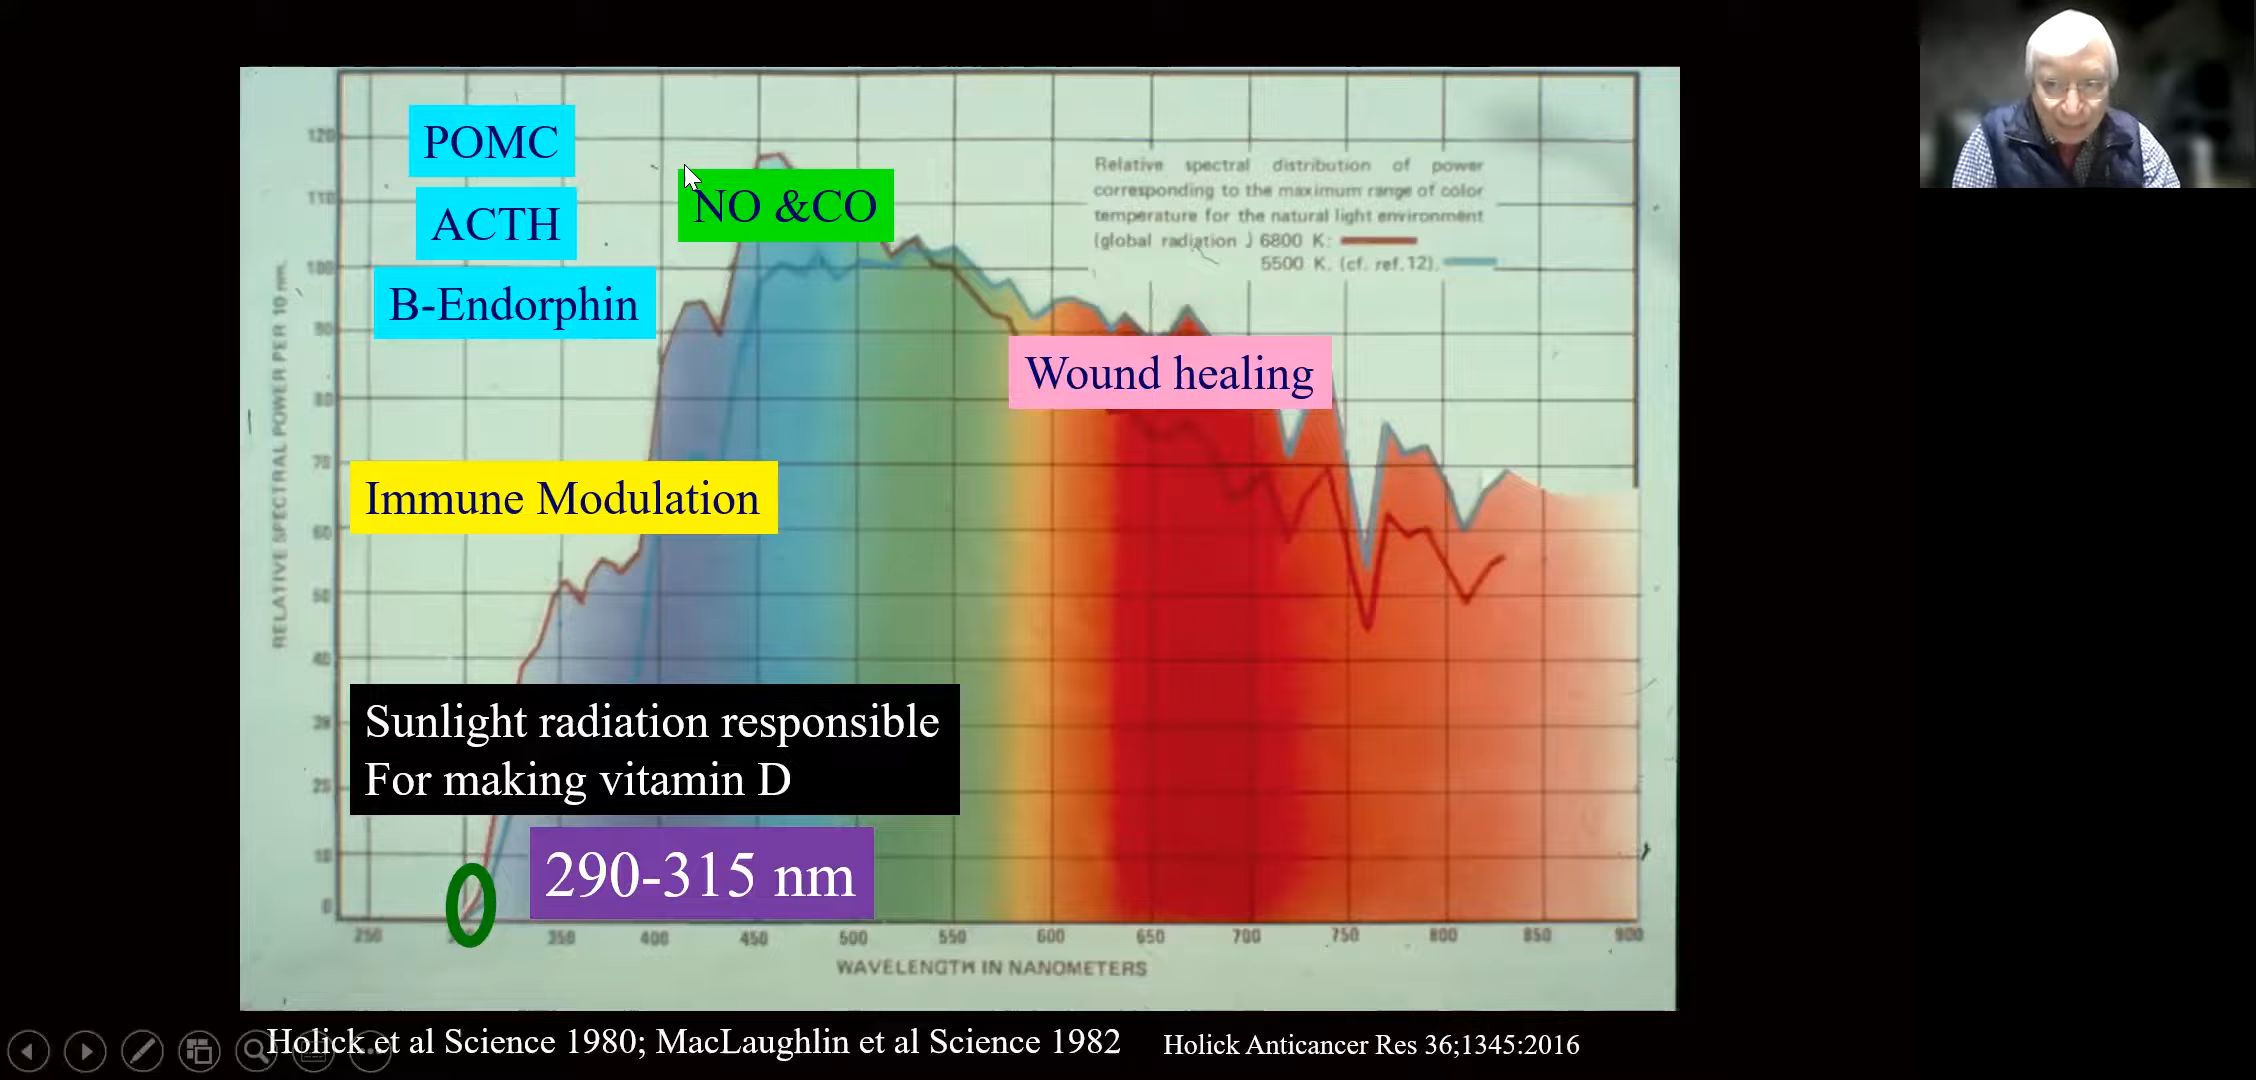 POMC
ACTH
B-Endorphin
NO &CO
Relative spectral distribution of power
corresponding to the maximum range of color
temperature for the natural light environment
(global radiation ) 6800 K:
5500 K. (cf. ref.12).
Wound healing
Immune Modulation
Sunlight radiation responsible
For making vitamin D
290-315 nm
RELATIVE SPECTRAL POWER PER 10 nm.
120
110
100
90
80
70
60
50
40
10
0
250 350 400 450 500 550 600 650 700 750 800 850 900
WAVELENGTH IN NANOMETERS
Holick et al Science 1980; MacLaughlin et al Science 1982 Holick Anticancer Res 36;1345:2016